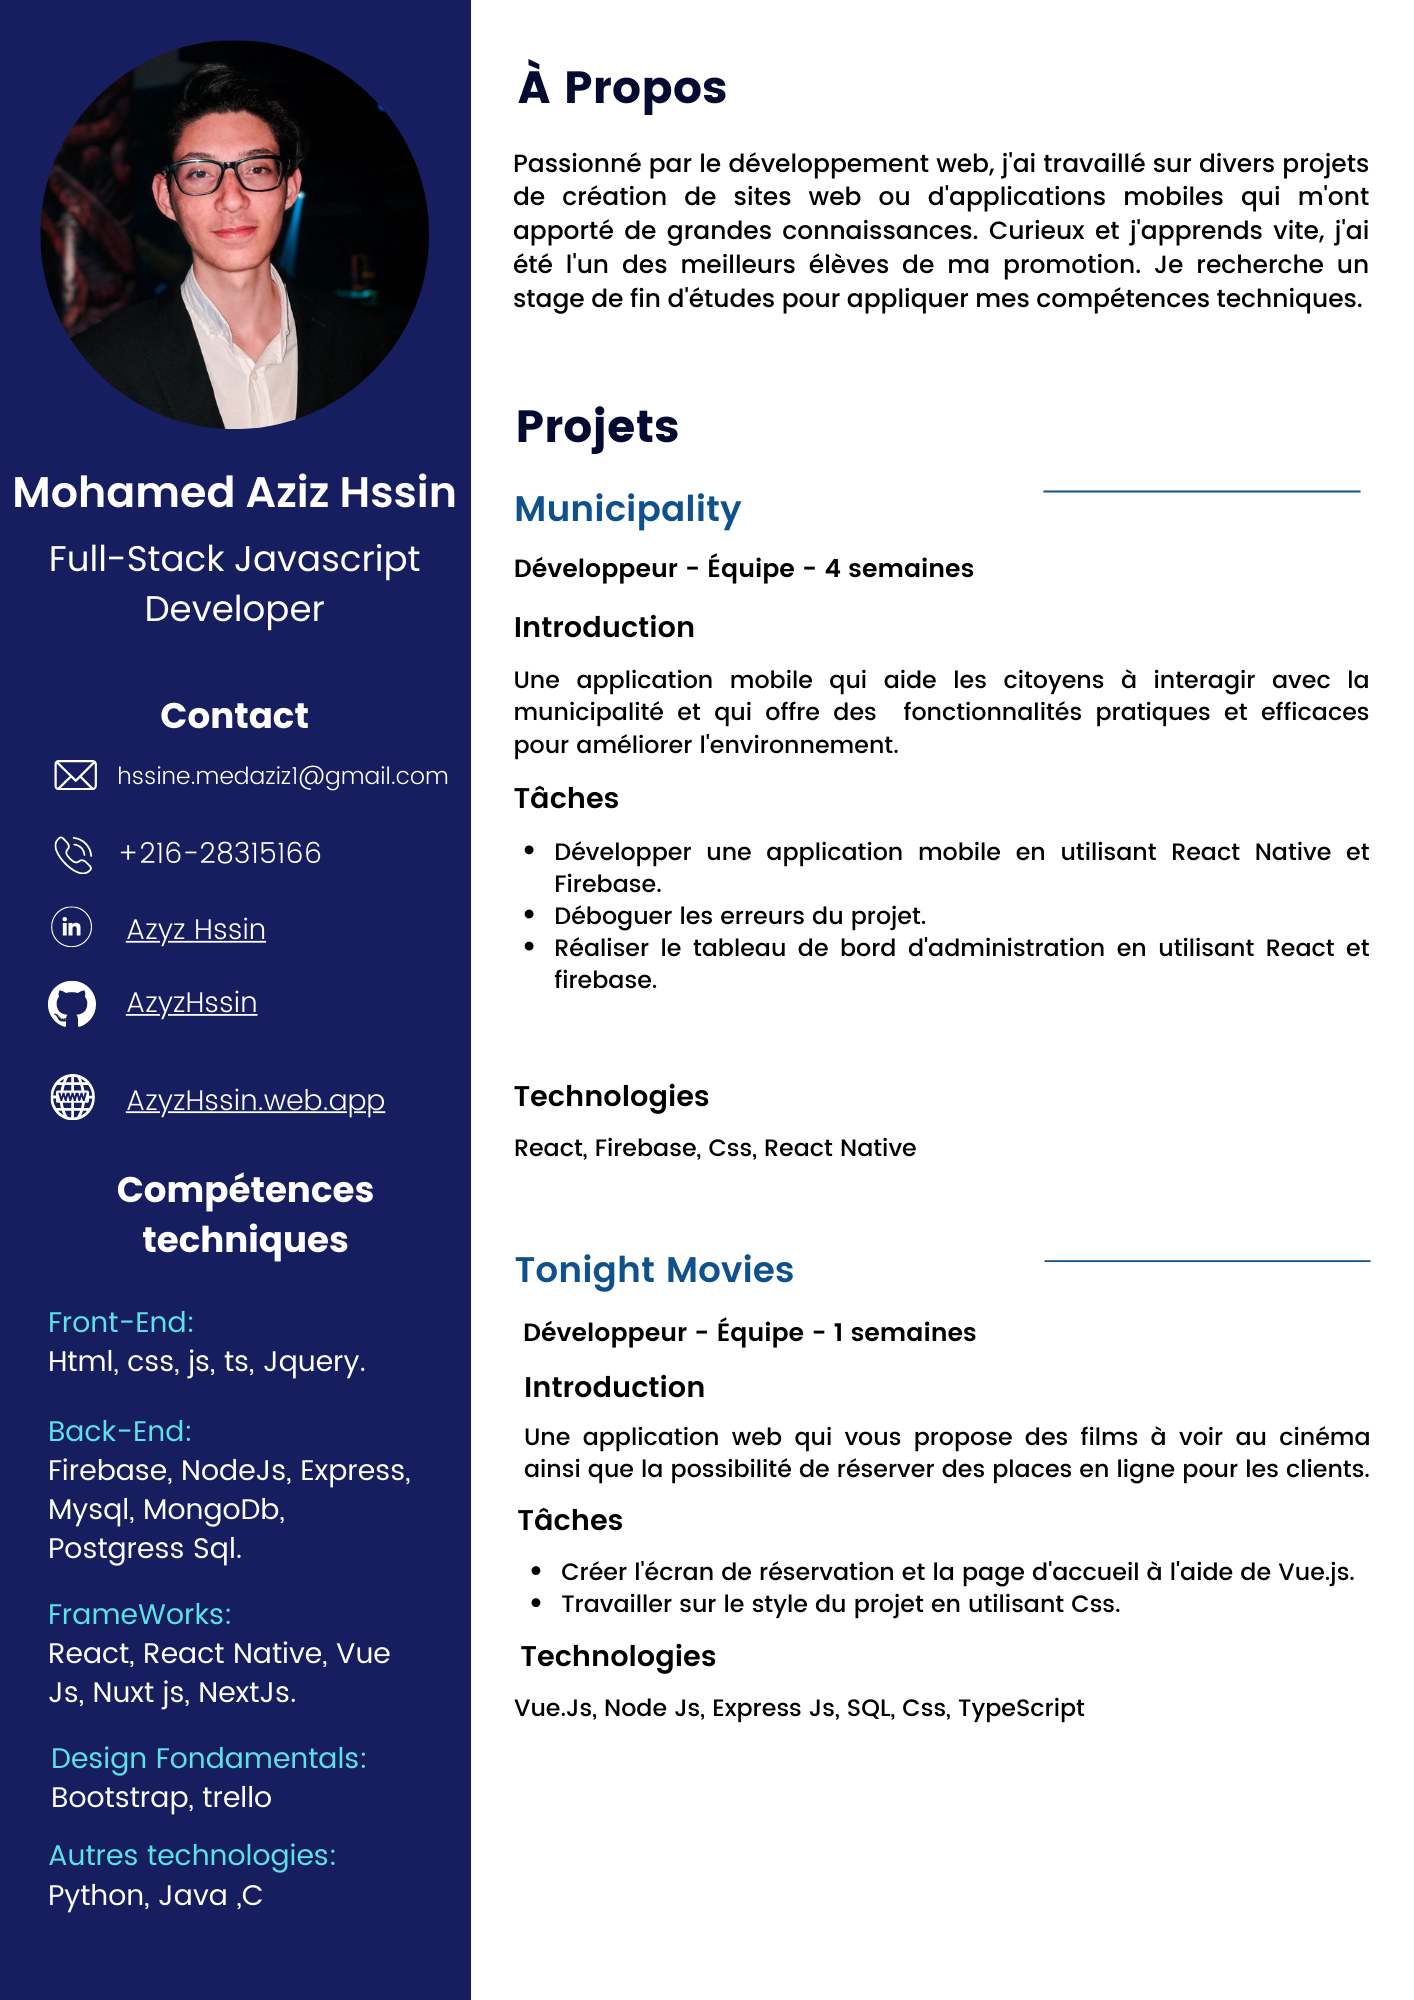 Mohamed Aziz Hssin
Full-Stack Javascript
Developer
Contact
hssine.medaziz1@gmail.com
+216-28315166
in
Azyz Hssin
AzyzHssin
WWW
AzyzHssin.web.app
Compétences
techniques
Front-End:
Html, css, js, ts, Jquery.
Back-End:
Firebase, NodeJs, Express,
Mysql, MongoDb,
Postgress Sql.
FrameWorks:
React, React Native, Vue
Js, Nuxt js, NextJs.
Design Fondamentals:
Bootstrap, trello
Autres technologies:
Python, Java ,C
À Propos
Passionné par le développement web, j'ai travaillé sur divers projets
de création de sites web ou d'applications mobiles qui m'ont
apporté de grandes connaissances. Curieux et j'apprends vite, j'ai
été l'un des meilleurs élèves de ma promotion. Je recherche un
stage de fin d'études pour appliquer mes compétences techniques.
Projets
Municipality
Développeur - Équipe - 4 semaines
Introduction
Une application mobile qui aide les citoyens à interagir avec la
municipalité et qui offre des fonctionnalités pratiques et efficaces
pour améliorer l'environnement.
Tâches
• Développer une application mobile en utilisant React Native et
Firebase.
• Déboguer les erreurs du projet.
• Réaliser le tableau de bord d'administration en utilisant React et
firebase.
Technologies
React, Firebase, Css, React Native
Tonight Movies
Développeur - Équipe - 1 semaines
Introduction
Une application web qui vous propose des films à voir au cinéma
ainsi que la possibilité de réserver des places en ligne pour les clients.
Tâches
• Créer l'écran de réservation et la page d'accueil à l'aide de Vue.js.
• Travailler sur le style du projet en utilisant Css.
Technologies
Vue.Js, Node Js, Express Js, SQL, Css, TypeScript